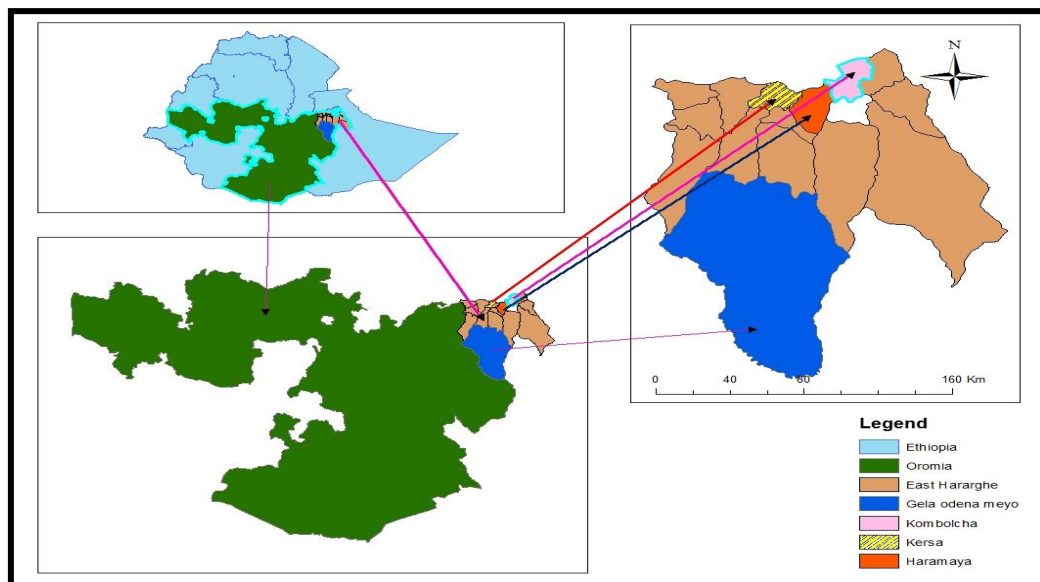 N
0 40 80 160 Km
Legend
Ethiopia
Oromia
East Hararghe
Gela odena meyo
Kombolcha
Kersa
Haramaya